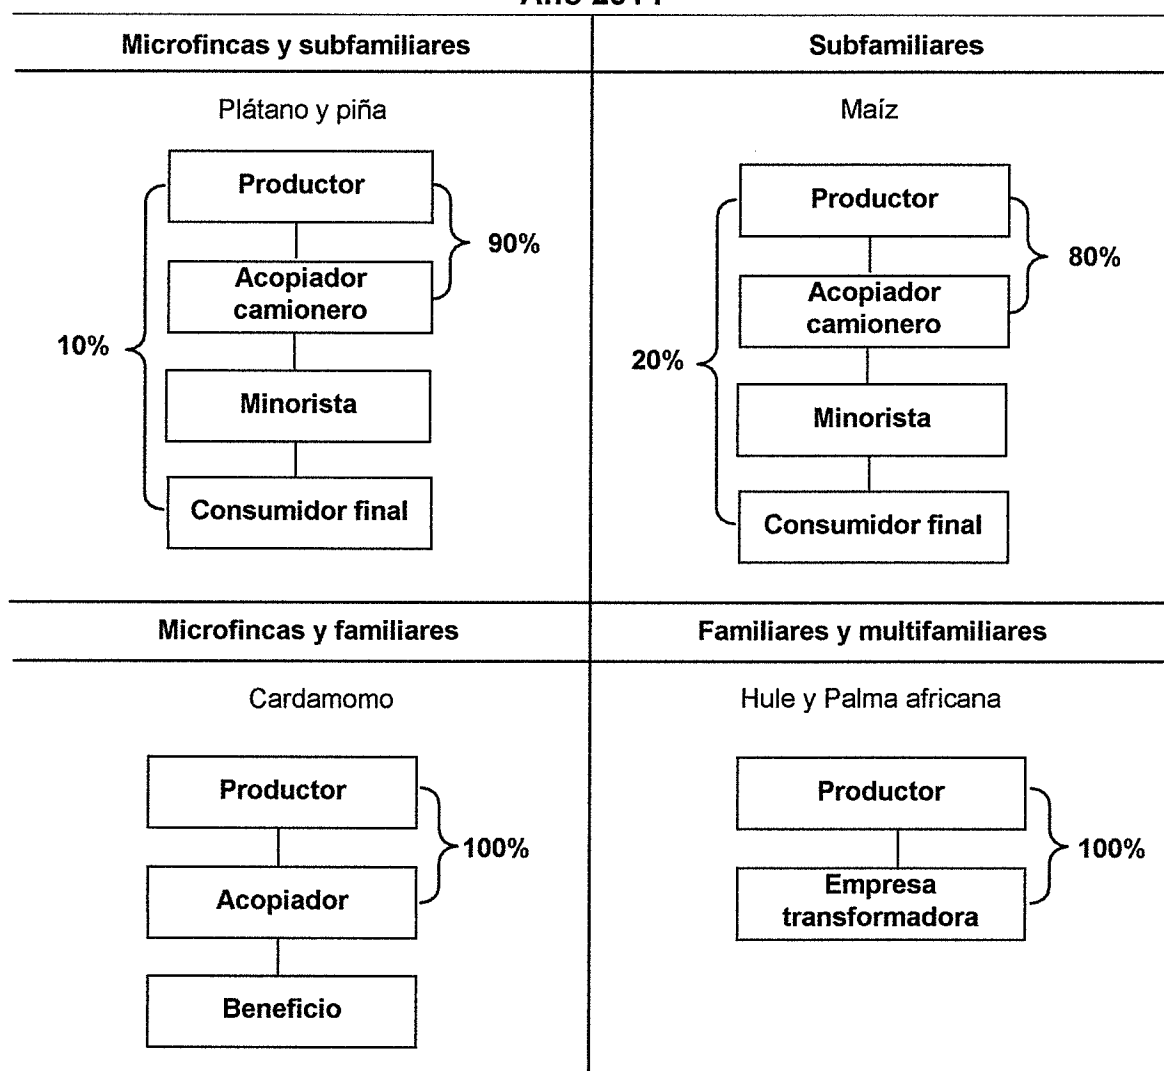 Microfincas y subfamiliares
Subfamiliares
Plátano y piña
Productor
90%
Acopiador
camionero
10%
Minorista
Consumidor final
Maíz
Productor
80%
Acopiador
camionero
20%
Minorista
Consumidor final
Microfincas y familiares
Familiares y multifamiliares
Cardamomo
Productor
100%
Acopiador
Beneficio
Hule y Palma africana
Productor
100%
Empresa
transformadora